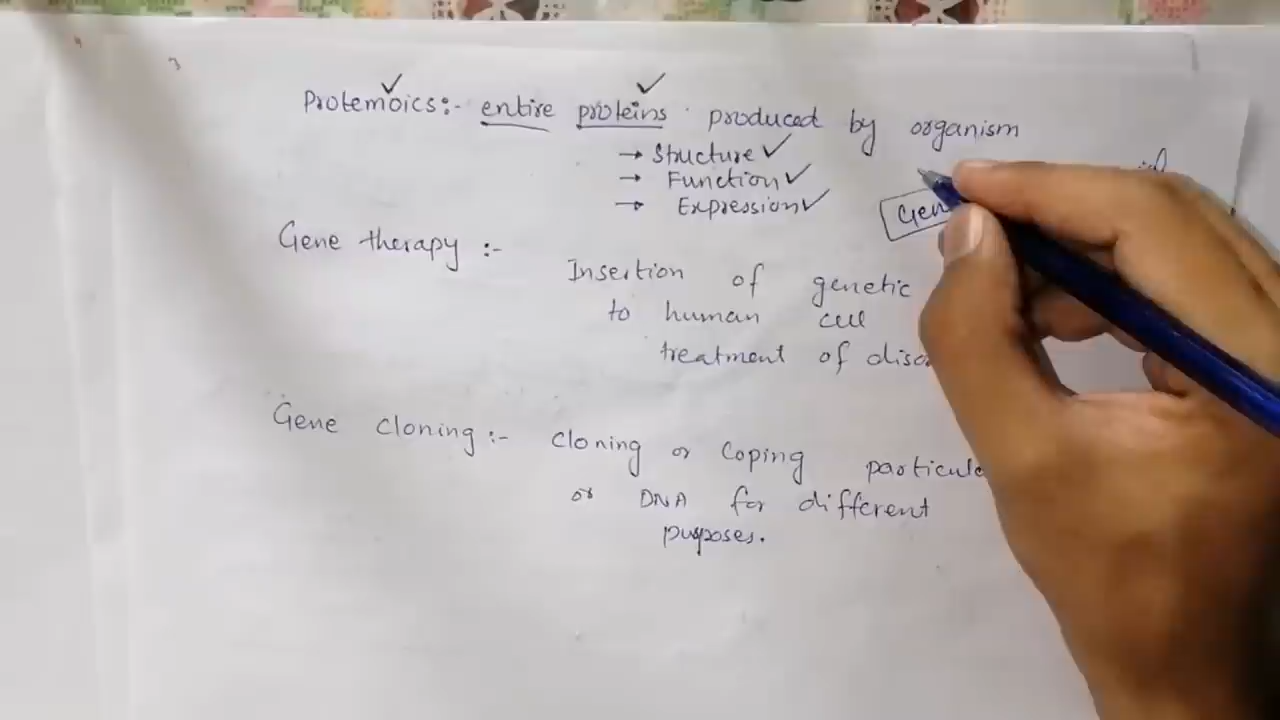 Protemoics:- entire proteins produced by organism
→ Structure ✓
→ Function ✓
→ Expression ✓
Gene therapy :-
Insertion of genetic
to human cell
treatment of
Gene cloning:- Cloning or Coping
or DNA for different
purposes.